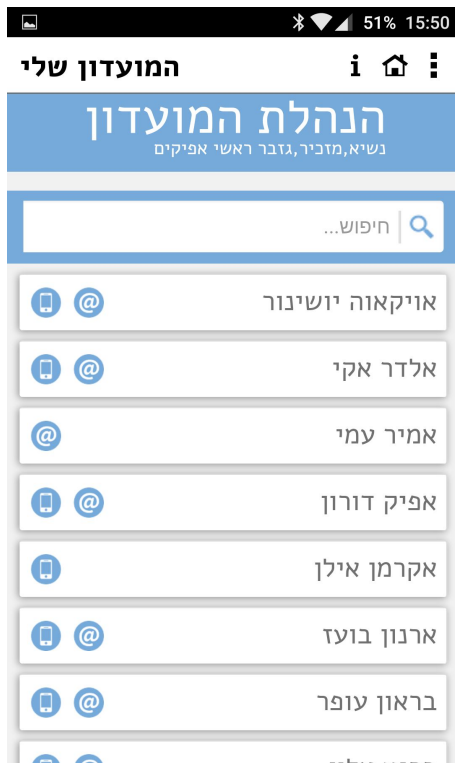 51% 15:50
המועדון שלי
הנהלת המועדון
נשיא,מזכיר,גזבר ראשי אפיקים
חיפוש...
אויקאוה יושינור
אלדר אקי
אמיר עמי
אפיק דורון
אקרמן אילן
ארנון בועז
בראון עופר